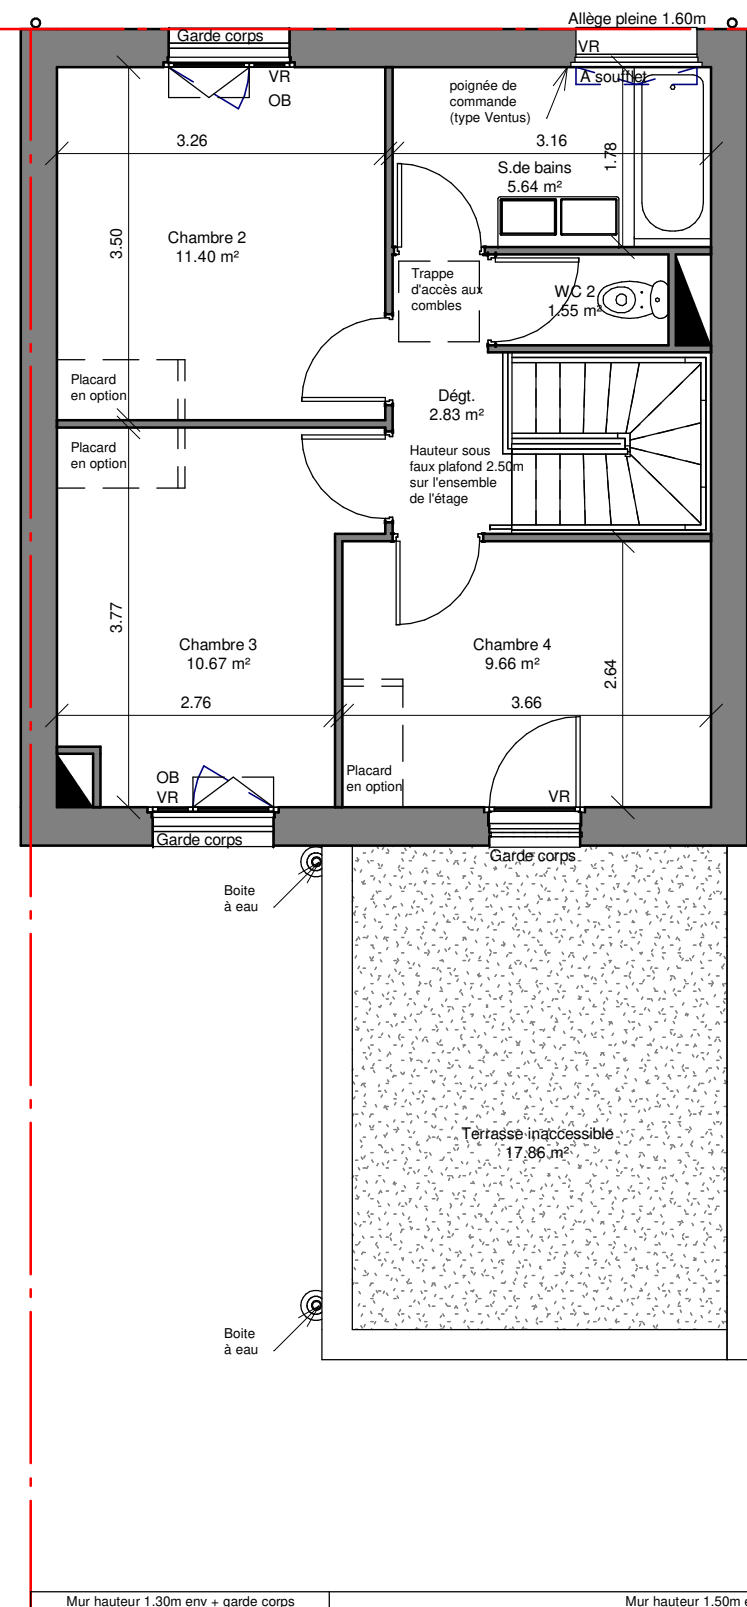 Allège pleine 1.60m
Garde corps
VR
VR
OB
A soufflet
poignée de
commande
(type Ventus)
3.26
3.16
1.78
S.de bains
5.64 m²
3.50
Chambre 2
11.40 m²
Trappe
d'accès aux
combles
WC 2
1.55 m²
Placard
en option
Dégt.
2.83 m²
Placard
en option
Hauteur sous
faux plafond 2.50m
sur l'ensemble
de l'étage
3.77
Chambre 3
10.67 m²
Chambre 4
9.66 m²
2.64
2.76
3.66
OB
VR
Placard
en option
VR
Garde corps
Garde corps
Boite
à eau
Terrasse inaccessible
17.86 m²
Boite
à eau
Mur hauteur 1.30m env + garde corps
Mur hauteur 1.50m